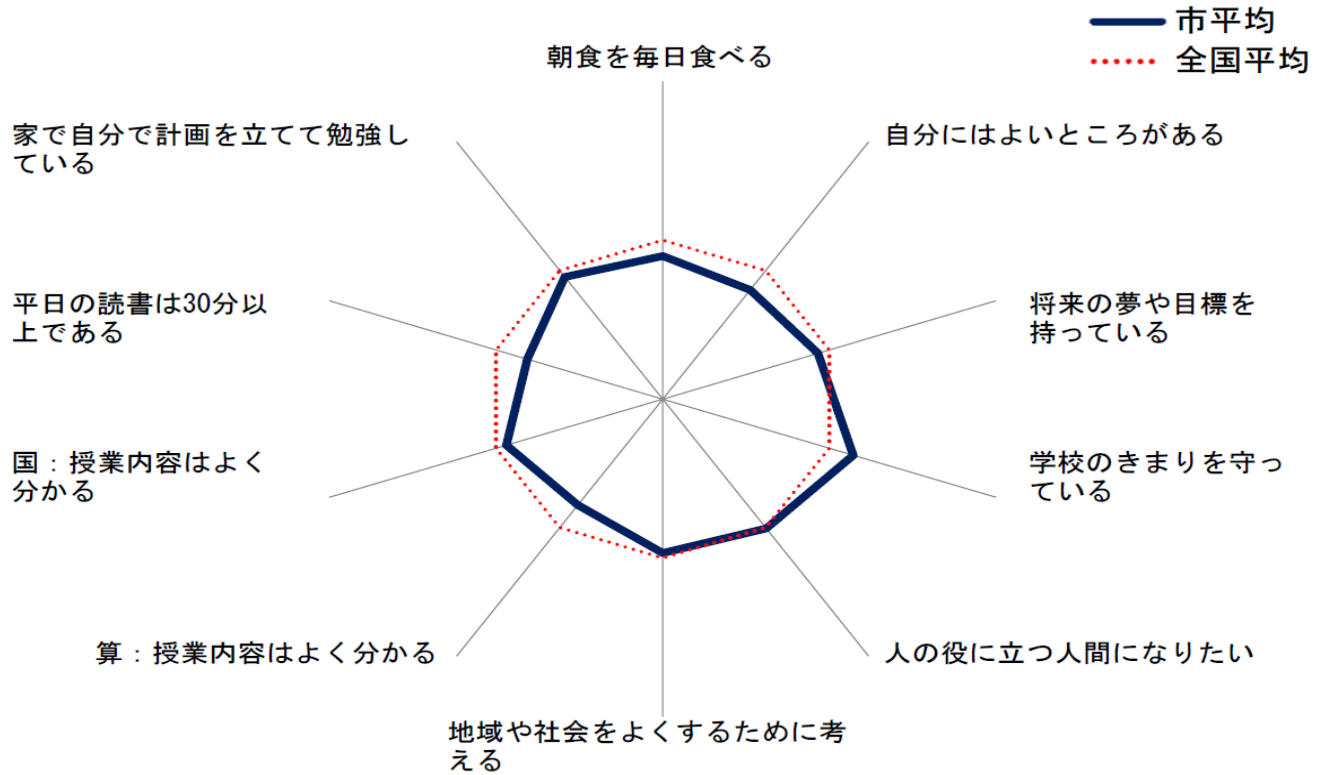 市平均
全国平均
朝食を毎日食べる
自分にはよいところがある
将来の夢や目標を
持っている
学校のきまりを守っ
ている
人の役に立つ人間になりたい
地域や社会をよくするために考
える
算：授業内容はよく分かる
国：授業内容はよく
分かる
平日の読書は30分以
上である
家で自分で計画を立てて勉強し
ている